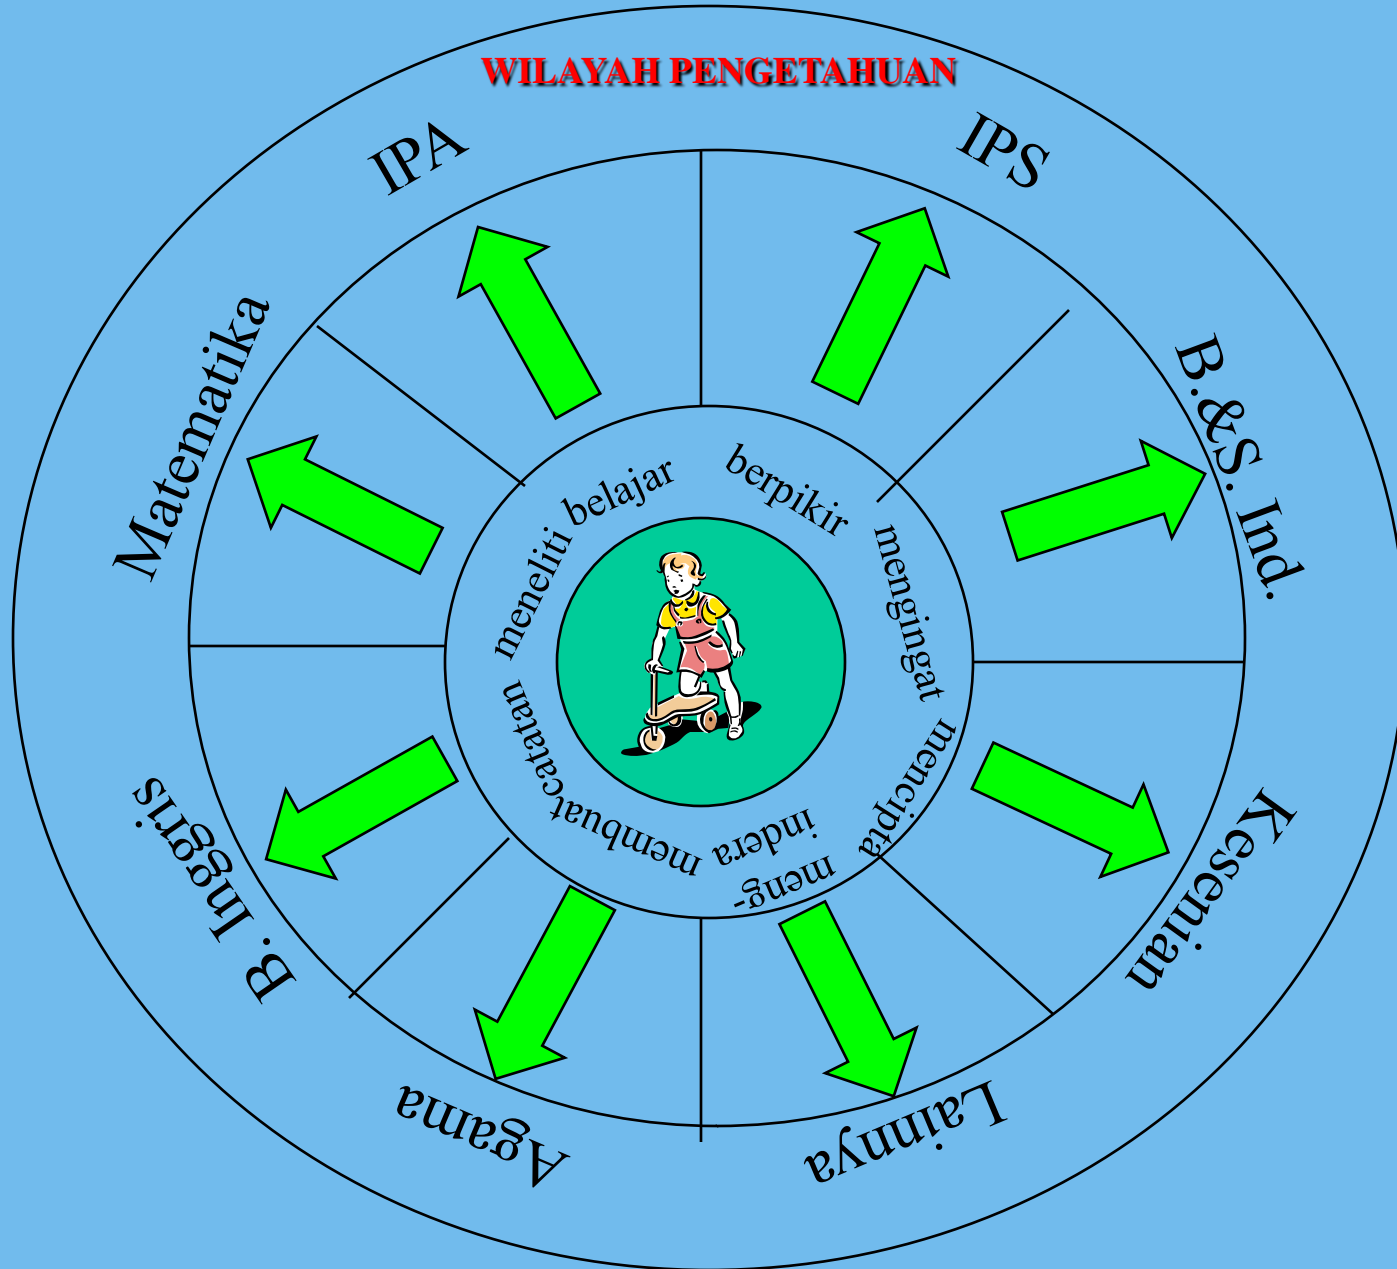 WILAYAH PENGETAHUAN
IPA
IPS
B.&S. Ind.
Kesenian
Lainnya
Agama
B. Inggris
Matematika
belajar
berpikir
mengingat
mencipta
meng-
indera
membuat
catatan
meneliti